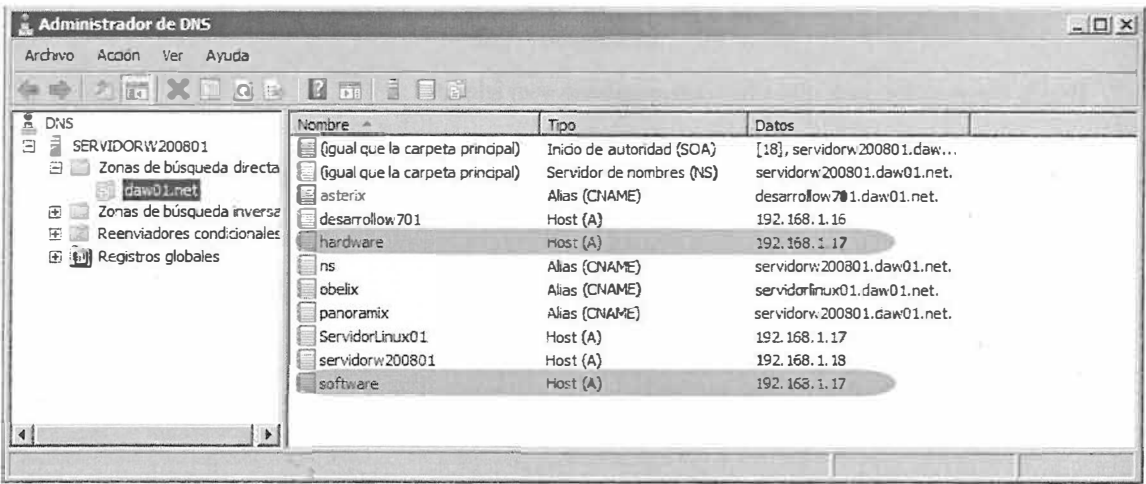 Administrador de DNS
Archivo Acción Ver Ayuda
DNS
SERVIDORW200801
Zonas de búsqueda directa
daw01.net
Zonas de búsqueda inversa
Reenviadores condicionales
Registros globales
Nombre Tipo Datos
(igual que la carpeta principal) Inicio de autoridad (SOA) [18], servidorw200801.daw...
(igual que la carpeta principal) Servidor de nombres (NS) servidorw200801.daw01.net.
asterix Alias (CNAME) desarrollow701.daw01.net.
desarrollow701 Host (A) 192.168.1.16
hardware Host (A) 192.168.1.17
ns Alias (CNAME) servidorw200801.daw01.net.
obelix Alias (CNAME) servidorlinux01.daw01.net.
panoramix Alias (CNAME) servidorw200801.daw01.net.
ServidorLinux01 Host (A) 192.168.1.17
servidorw200801 Host (A) 192.168.1.18
software Host (A) 192.168.1.17